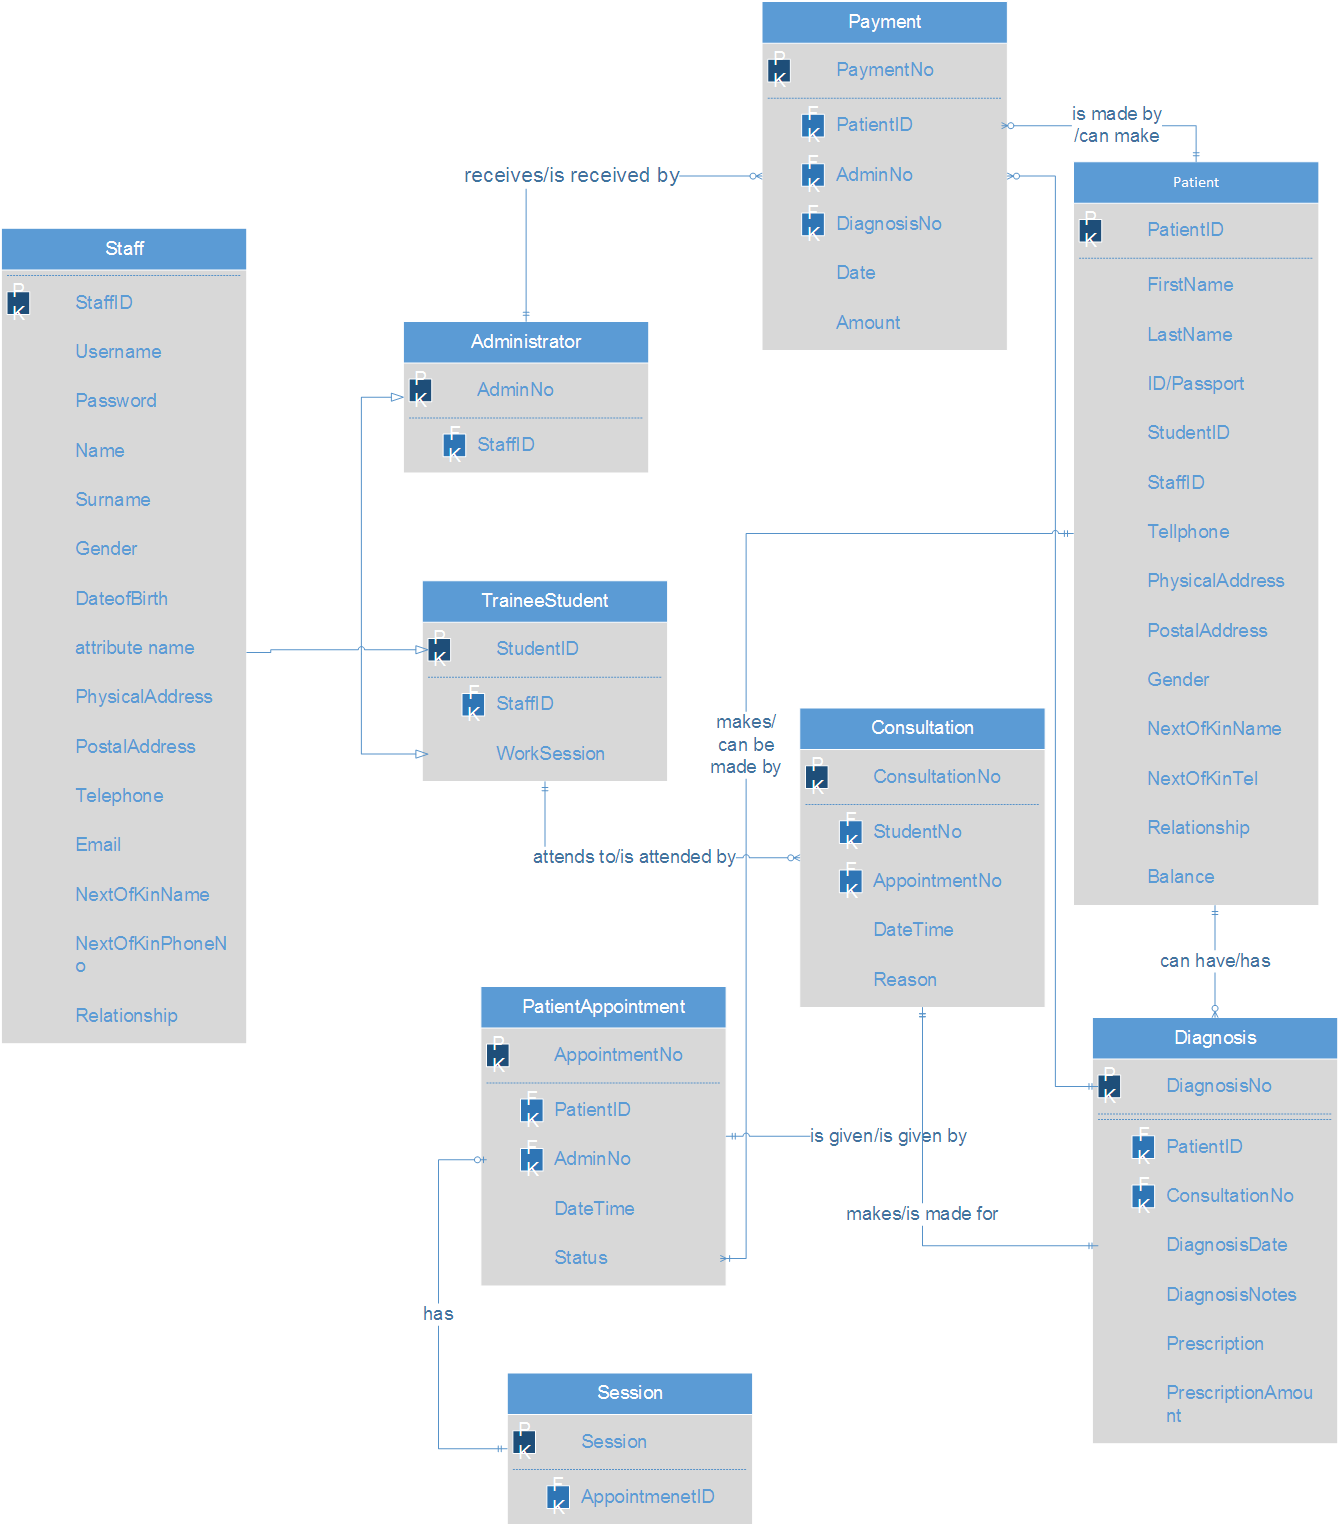 Payment
PK PaymentNo
FK PatientID
FK AdminNo
FK DiagnosisNo
Date
Amount
is made by
/can make
receives/is received by
Patient
PK PatientID
FirstName
LastName
ID/Passport
StudentID
StaffID
Tellphone
PhysicalAddress
PostalAddress
Gender
NextOfKinName
NextOfKinTel
Relationship
Balance
Staff
PK StaffID
Username
Password
Name
Surname
Gender
DateofBirth
attribute name
PhysicalAddress
PostalAddress
Telephone
Email
NextOfKinName
NextOfKinPhoneN
o
Relationship
Administrator
PK AdminNo
FK StaffID
TraineeStudent
PK StudentID
FK StaffID
WorkSession
makes/
can be
made by
attends to/is attended by
Consultation
PK ConsultationNo
FK StudentNo
FK AppointmentNo
DateTime
Reason
can have/has
PatientAppointment
PK AppointmentNo
FK PatientID
FK AdminNo
DateTime
Status
is given/is given by
makes/is made for
Diagnosis
PK DiagnosisNo
FK PatientID
FK ConsultationNo
DiagnosisDate
DiagnosisNotes
Prescription
PrescriptionAmou
nt
has
Session
PK Session
FK AppointmenetID